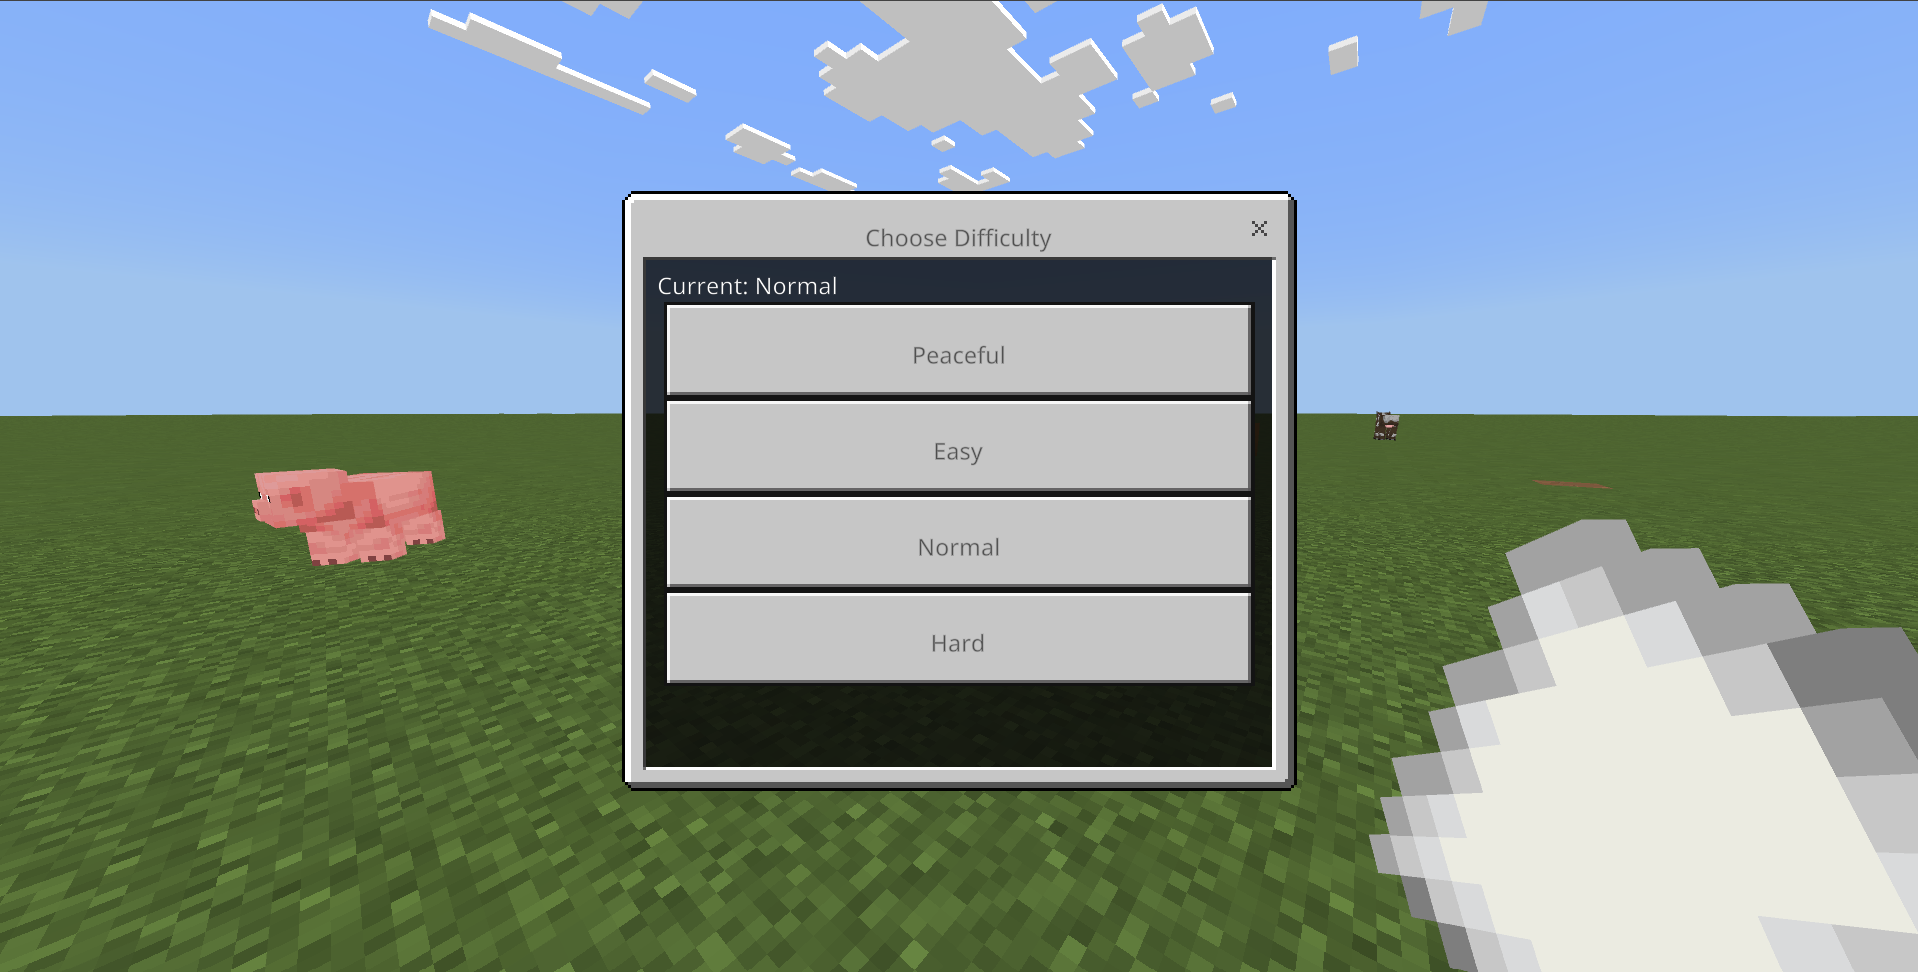 Choose Difficulty
Current: Normal
Peaceful
Easy
Normal
Hard